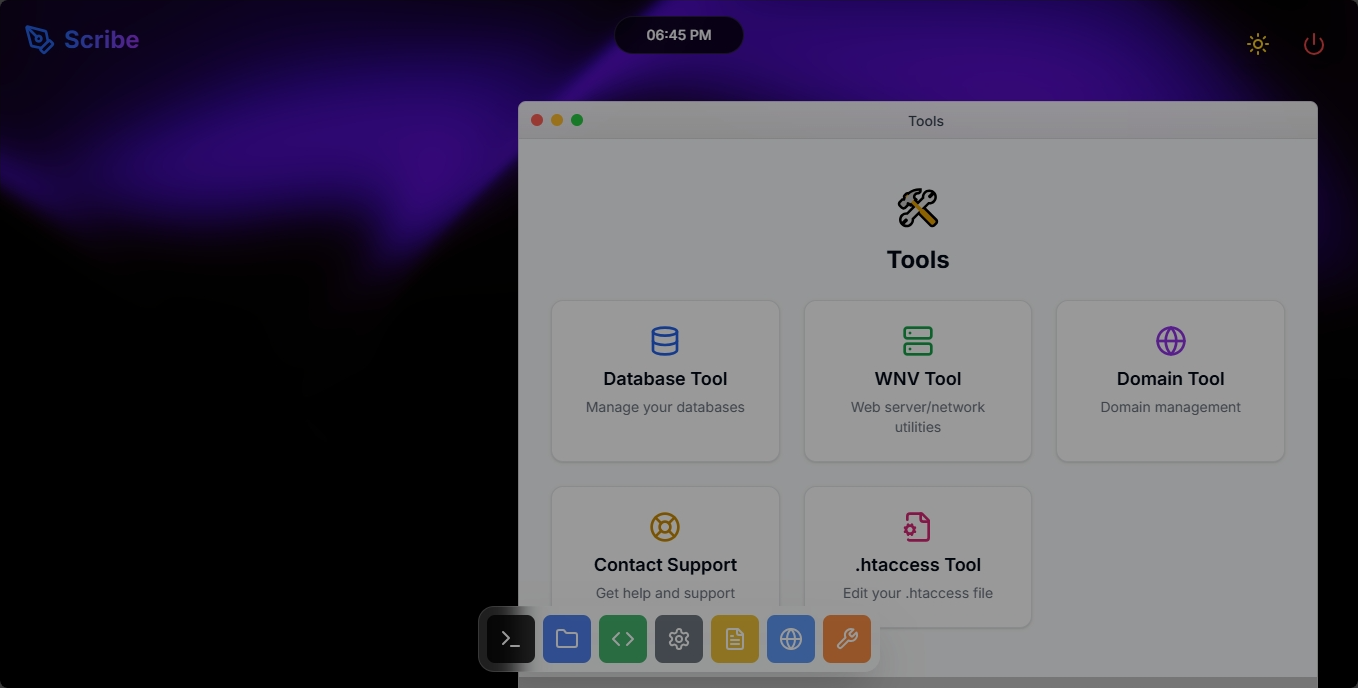 Scribe
06:45 PM
Tools
Tools
Database Tool
Manage your databases
WNV Tool
Web server/network
utilities
Domain Tool
Domain management
Contact Support
Get help and support
.htaccess Tool
Edit your .htaccess file